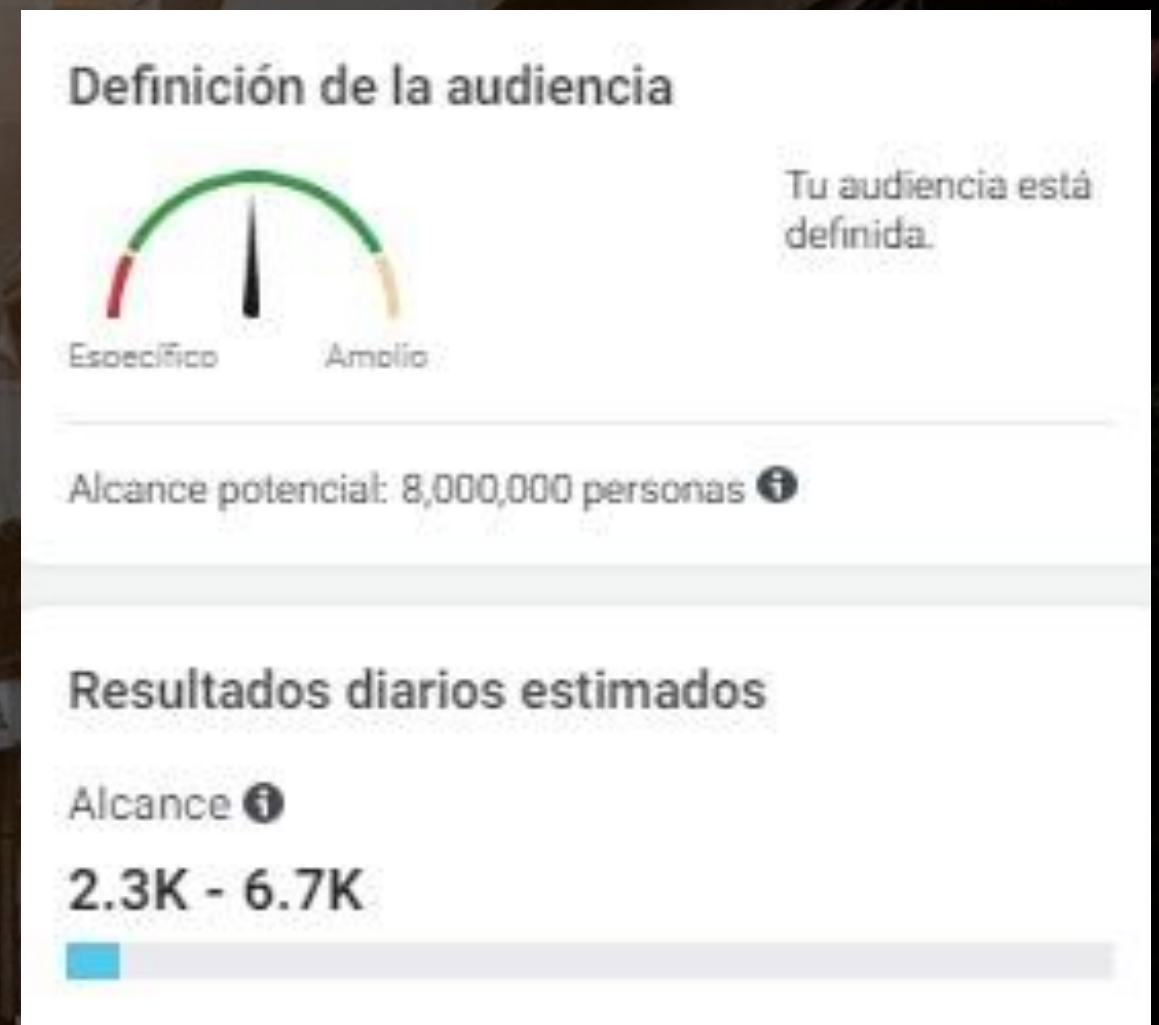 Definición de la audiencia
Tu audiencia está
definida.
Específico
Amplio
Alcance potencial: 8,000,000 personas
Resultados diarios estimados
Alcance
2.3K - 6.7K